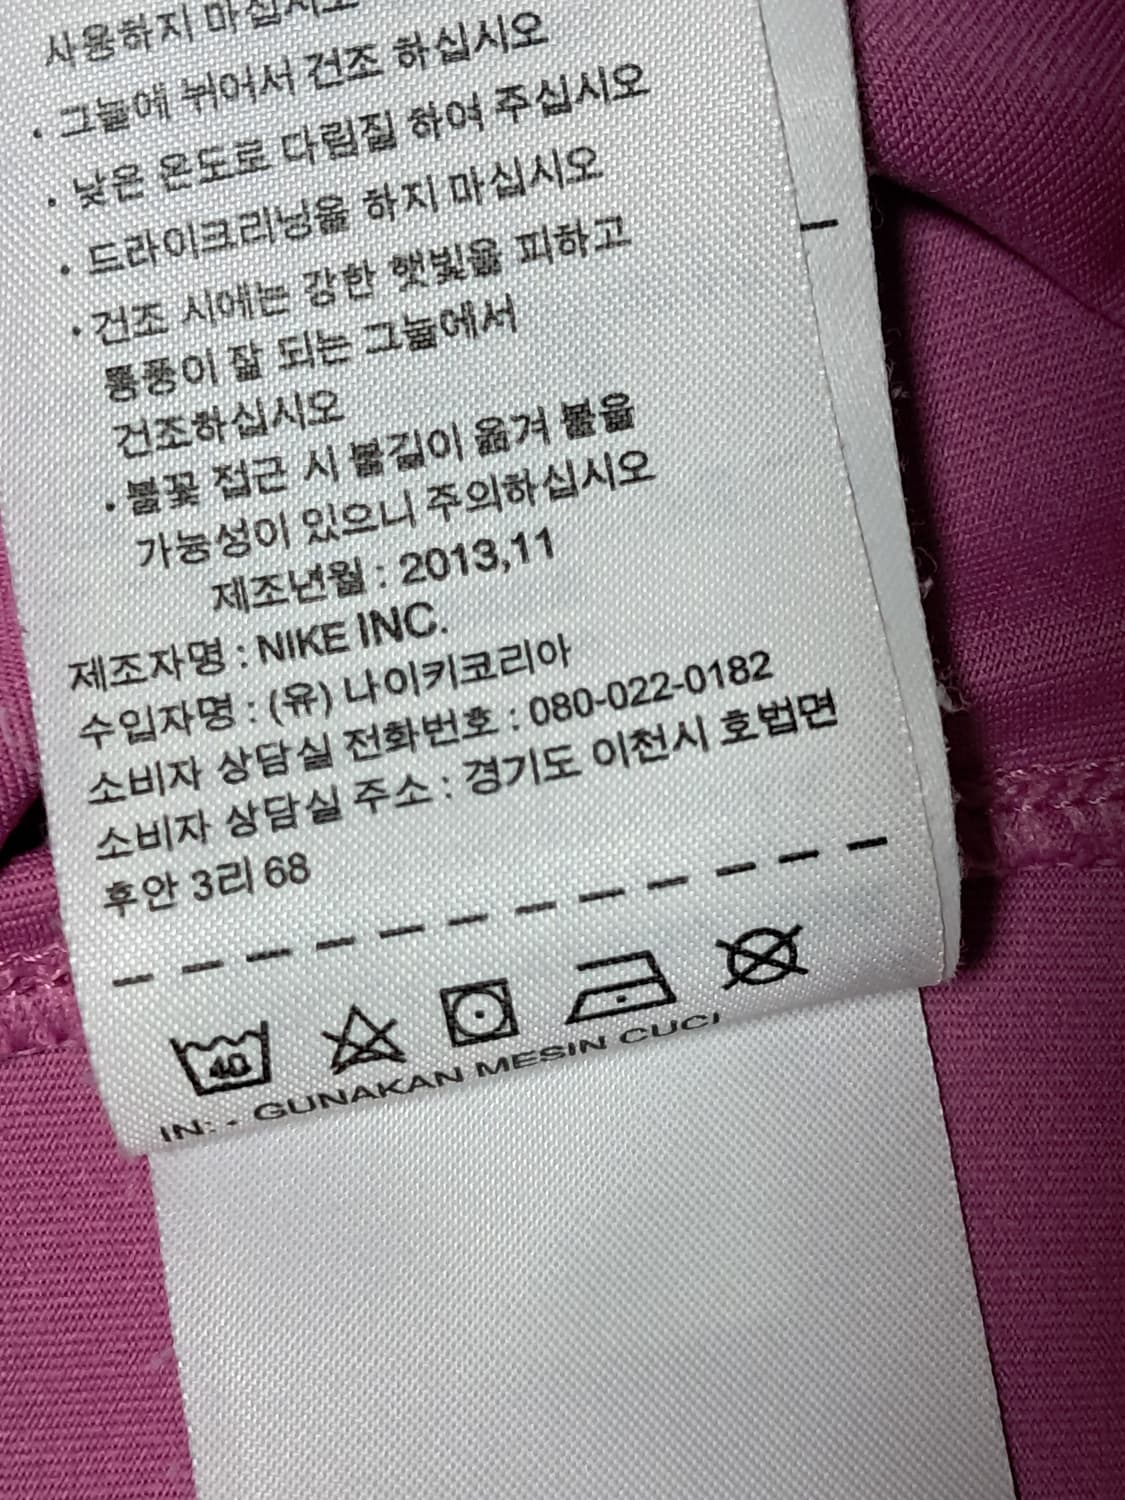 사용하지 마십시오
· 그늘에 뉘어서 건조 하십시오
· 낮은 온도로 다림질 하여 주십시오
· 드라이크리닝을 하지 마십시오
· 건조 시에는 강한 햇빛을 피하고
통풍이 잘 되는 그늘에서
건조하십시오
· 불꽃 접근 시 불길이 옮겨 붙을
가능성이 있으니 주의하십시오
제조년월 : 2013,11
제조자명 : NIKE INC.
수입자명 : (유) 나이키코리아
소비자 상담실 전화번호 : 080-022-0182
소비자 상담실 주소 : 경기도 이천시 호법면
후안 3리 68
40
IN: - GUNAKAN MESIN CUCI